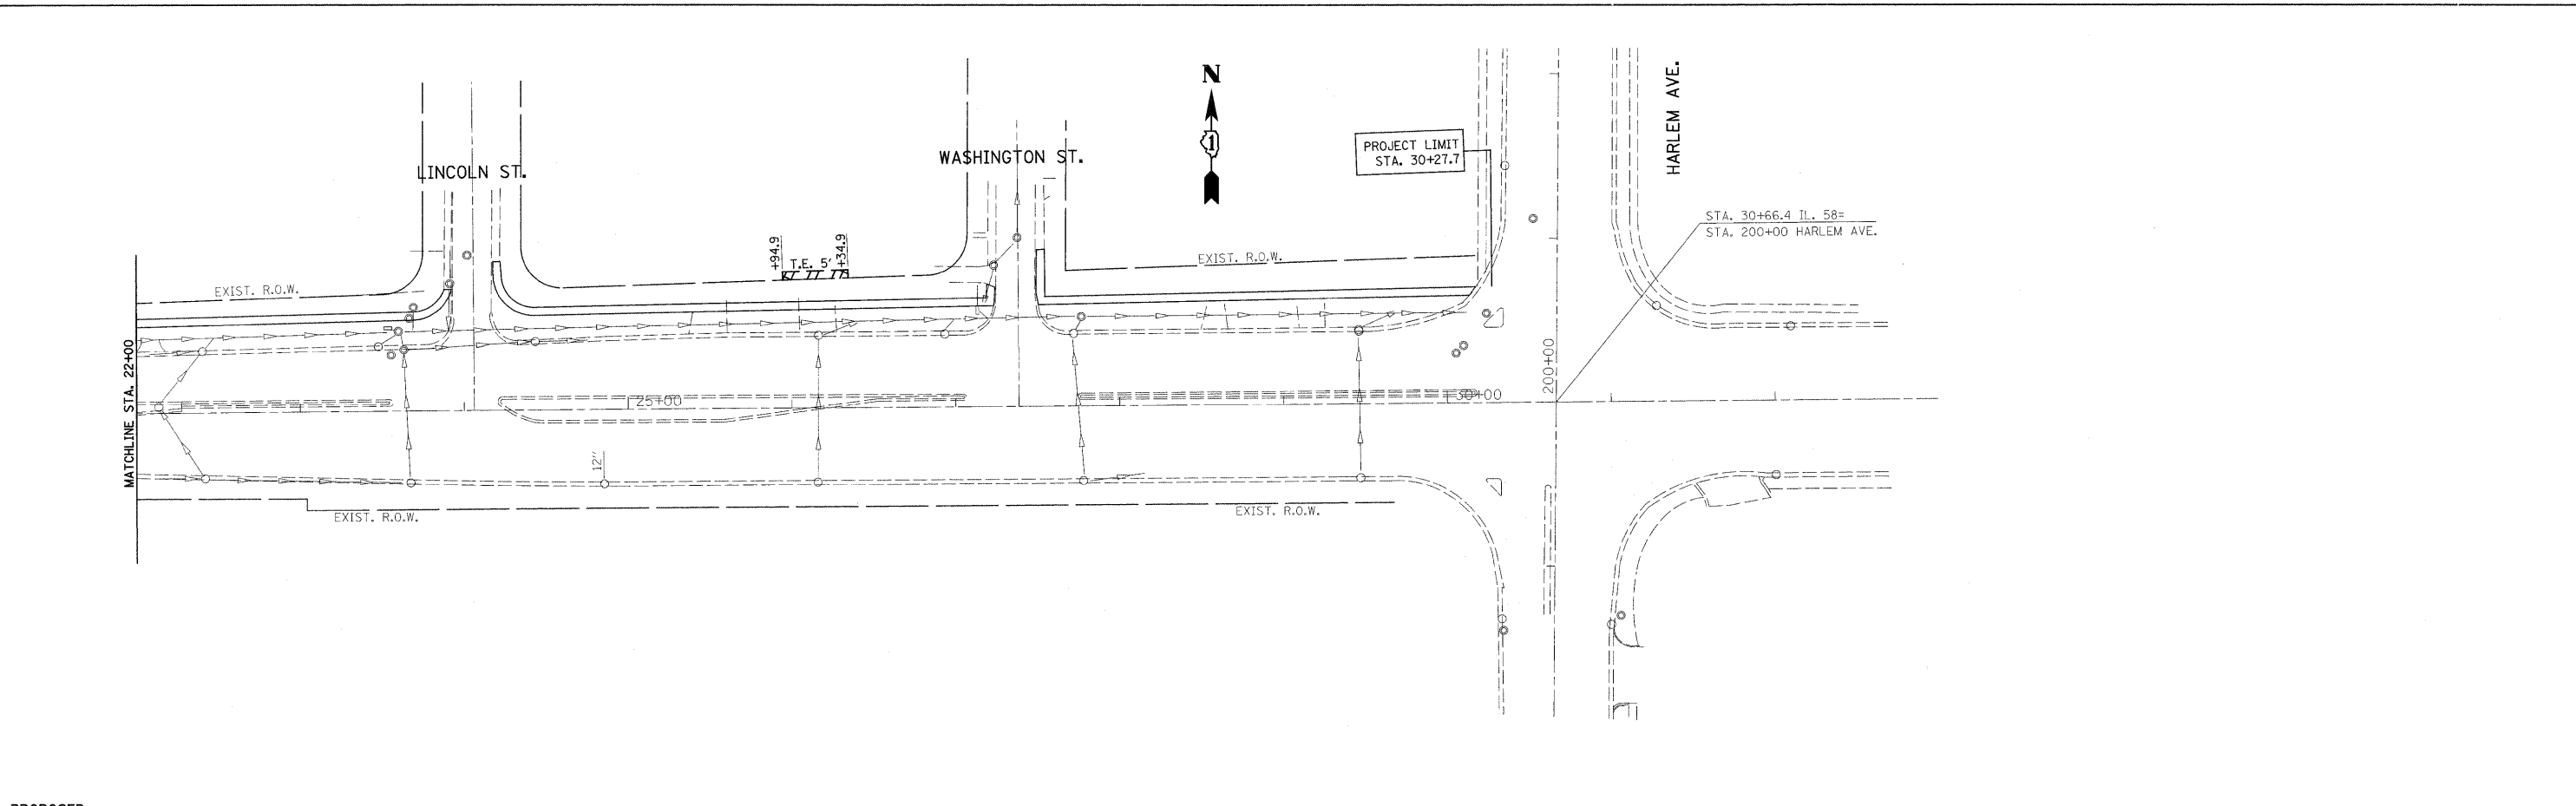 N
1
HARLEM AVE.
PROJECT LIMIT
STA. 30+27.7
WASHINGTON ST.
LINCOLN ST.
STA. 30+66.4 IL. 58=
STA. 200+00 HARLEM AVE.
+94.9
T.E. 5'
+34.9
EXIST. R.O.W.
EXIST. R.O.W.
MATCHLINE STA. 22+00
200+00
25+00
30+00
12"
EXIST. R.O.W.
EXIST. R.O.W.